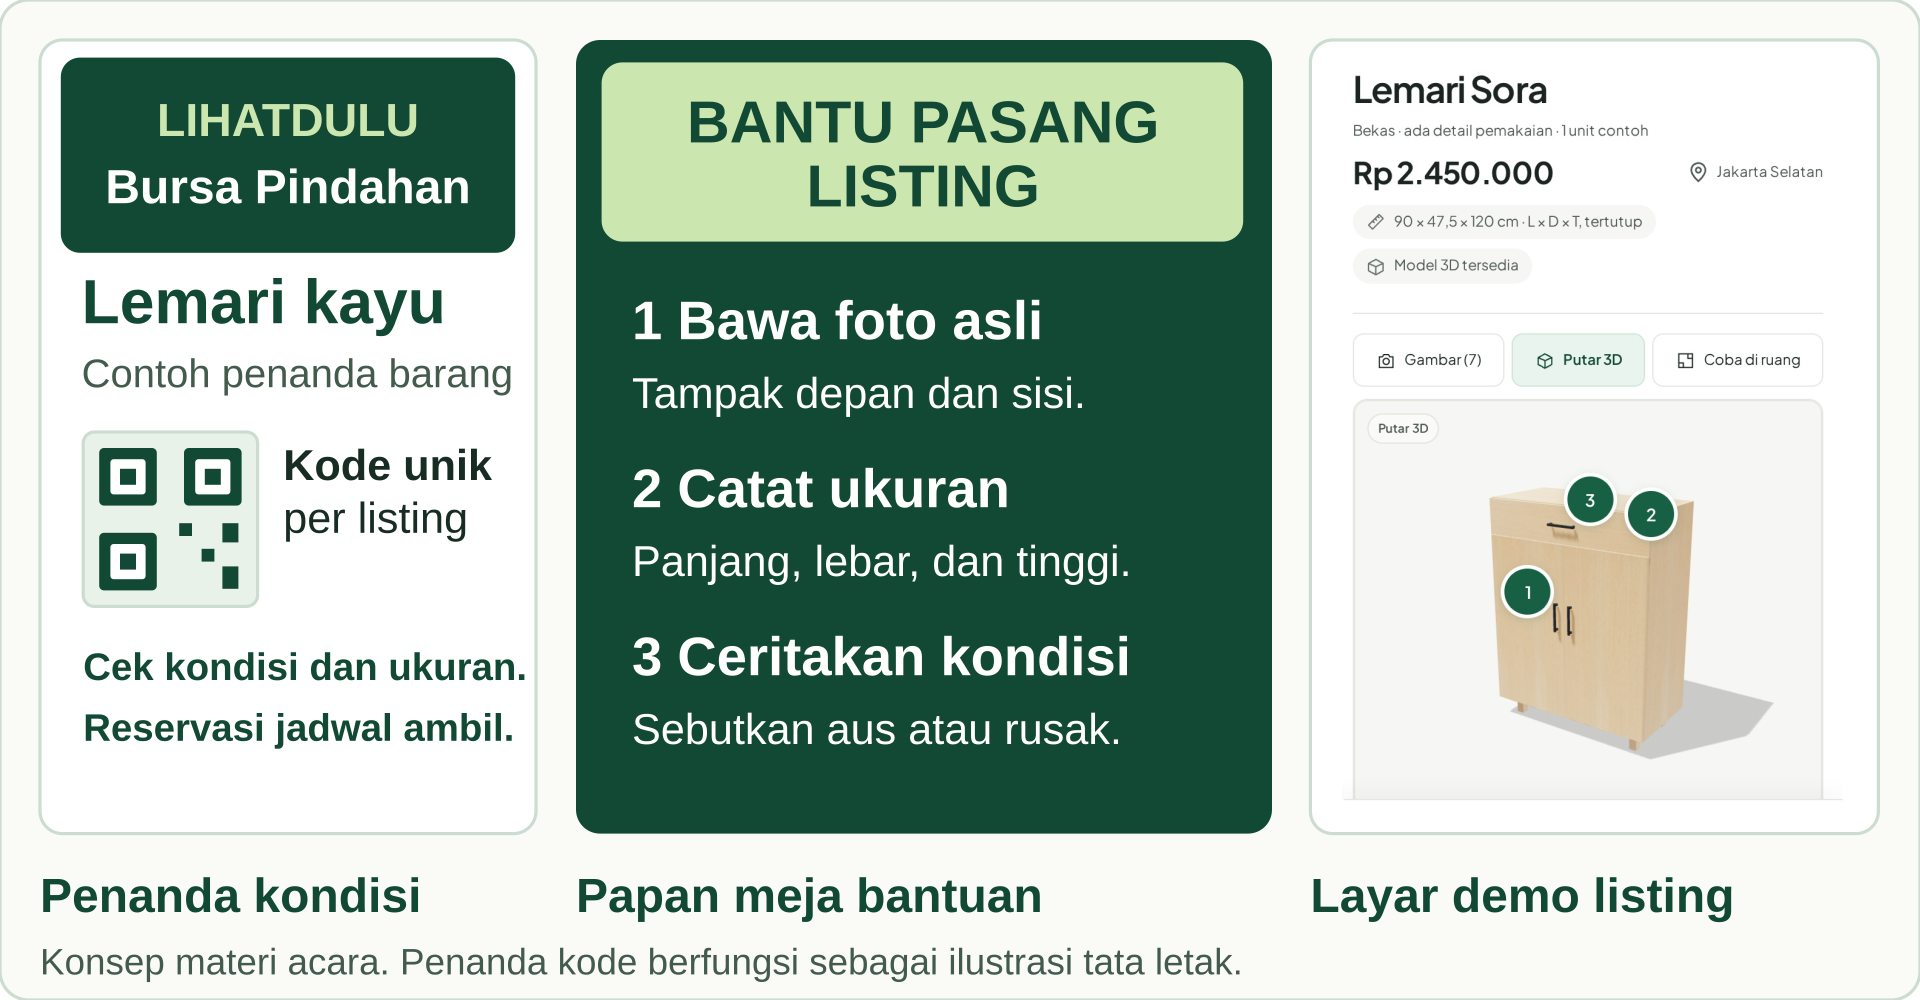 LIHATDULU
Bursa Pindahan
Lemari kayu
Contoh penanda barang
Kode unik
per listing
Cek kondisi dan ukuran.
Reservasi jadwal ambil.
BANTU PASANG
LISTING
1 Bawa foto asli
Tampak depan dan sisi.
2 Catat ukuran
Panjang, lebar, dan tinggi.
3 Ceritakan kondisi
Sebutkan aus atau rusak.
Lemari Sora
Bekas · ada detail pemakaian · 1 unit contoh
Rp 2.450.000
Jakarta Selatan
90 × 47,5 × 120 cm · L × D × T, tertutup
Model 3D tersedia
Gambar (7)
Putar 3D
Coba di ruang
Putar 3D
3
2
1
Penanda kondisi
Papan meja bantuan
Layar demo listing
Konsep materi acara. Penanda kode berfungsi sebagai ilustrasi tata letak.